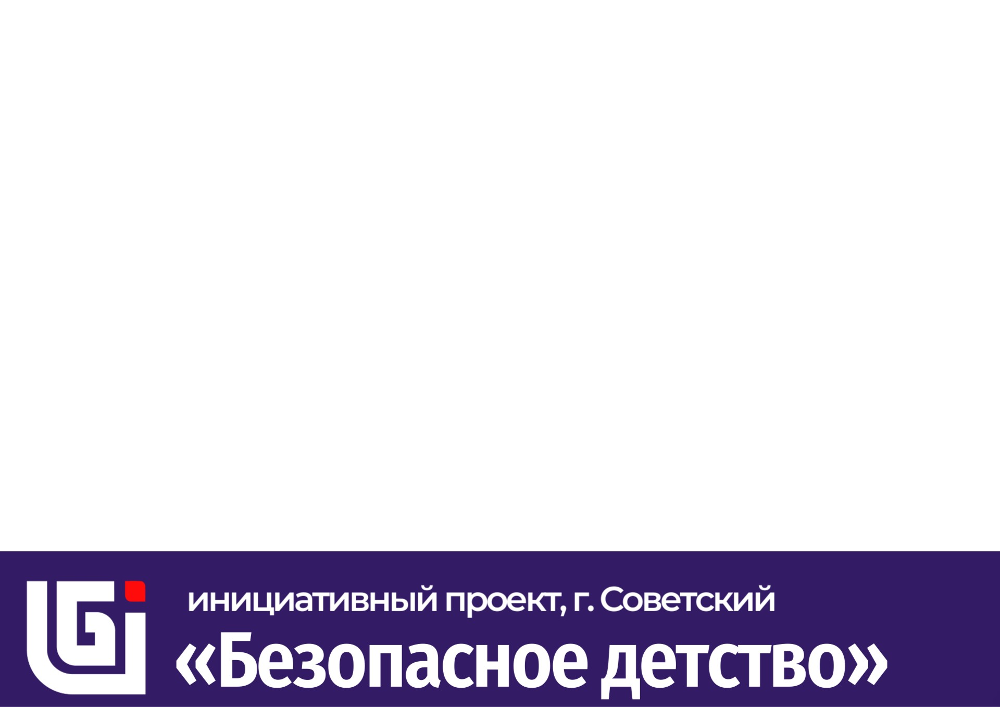 инициативный проект, г. Советский
«Безопасное детство»